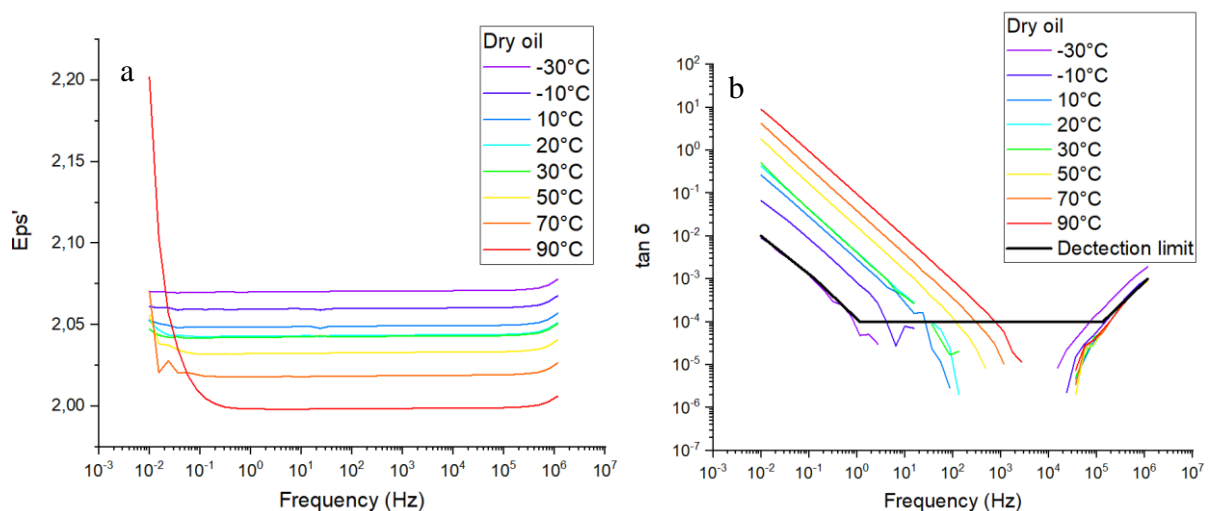 a
Dry oil
-30°C
-10°C
10°C
20°C
30°C
50°C
70°C
90°C
2,20
2,15
2,10
2,05
2,00
Eps'
10-3 10-2 10-1 100 101 102 103 104 105 106 107
Frequency (Hz)
b
Dry oil
-30°C
-10°C
10°C
20°C
30°C
50°C
70°C
90°C
Dectection limit
102
101
100
10-1
10-2
10-3
10-4
10-5
10-6
10-7
tan δ
10-3 10-2 10-1 100 101 102 103 104 105 106 107
Frequency (Hz)